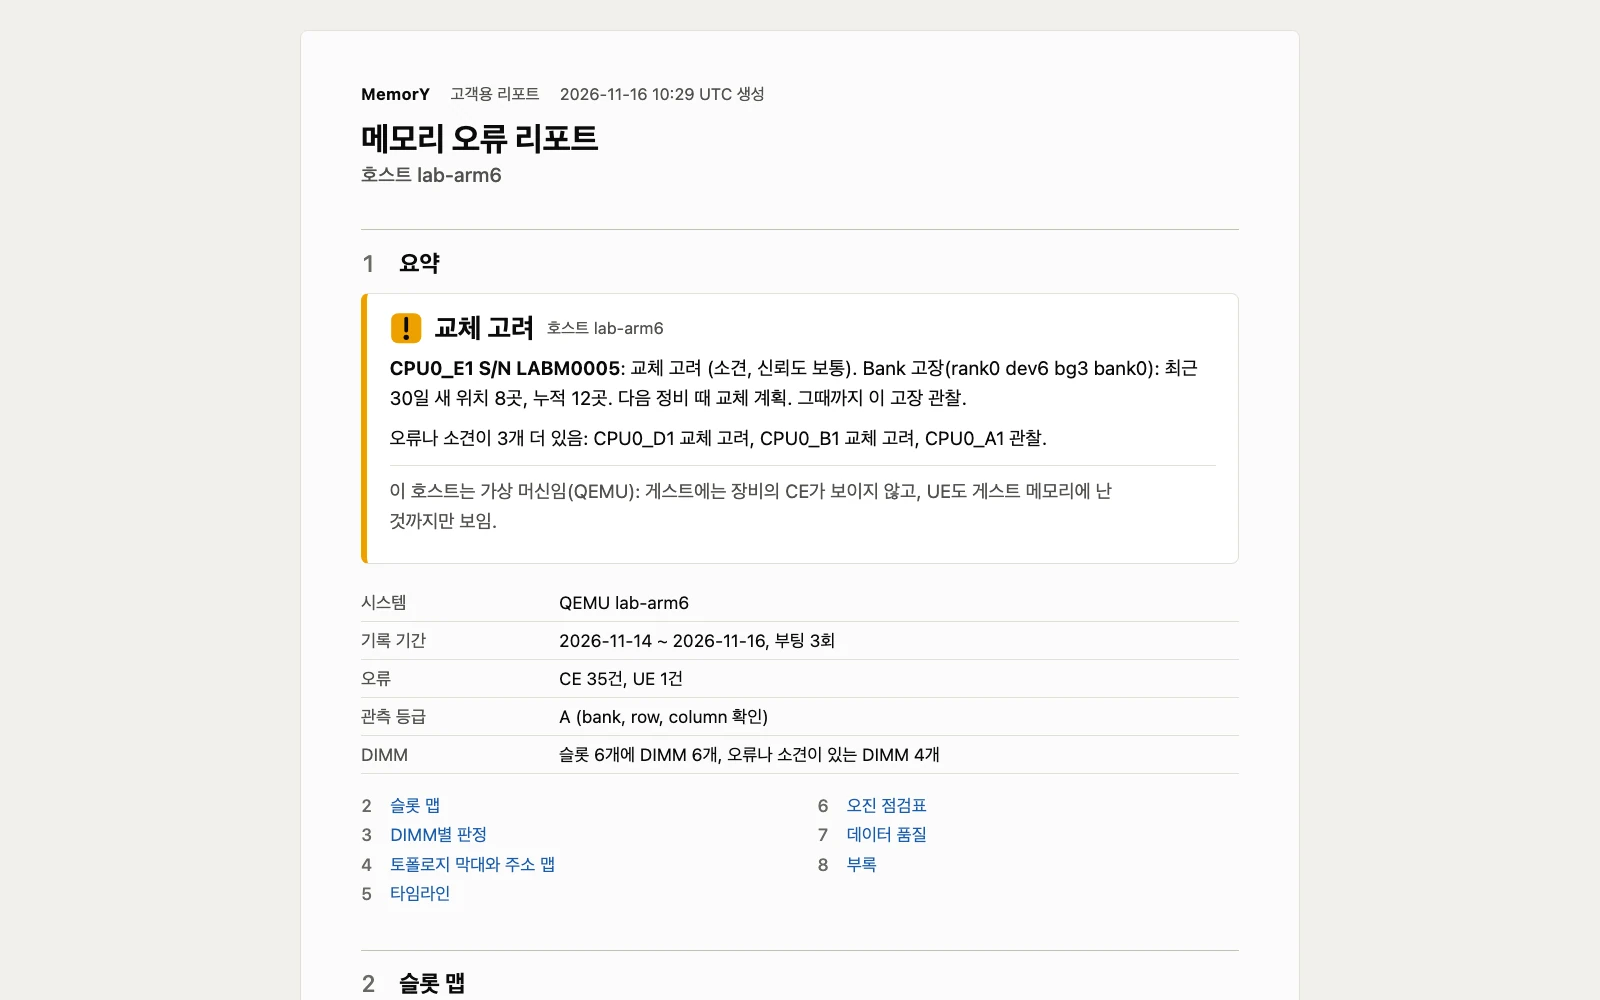 MemorY 고객용 리포트 2026-11-16 10:29 UTC 생성
메모리 오류 리포트
호스트 lab-arm6
1 요약
! 교체 고려 호스트 lab-arm6
CPU0_E1 S/N LABM0005: 교체 고려 (소견, 신뢰도 보통). Bank 고장(rank0 dev6 bg3 bank0): 최근
30일 새 위치 8곳, 누적 12곳. 다음 정비 때 교체 계획. 그때까지 이 고장 관찰.
오류나 소견이 3개 더 있음: CPU0_D1 교체 고려, CPU0_B1 교체 고려, CPU0_A1 관찰.
이 호스트는 가상 머신임(QEMU): 게스트에는 장비의 CE가 보이지 않고, UE도 게스트 메모리에 난
것까지만 보임.
시스템 QEMU lab-arm6
기록 기간 2026-11-14 ~ 2026-11-16, 부팅 3회
오류 CE 35건, UE 1건
관측 등급 A (bank, row, column 확인)
DIMM 슬롯 6개에 DIMM 6개, 오류나 소견이 있는 DIMM 4개
2 슬롯 맵
3 DIMM별 판정
4 토폴로지 막대와 주소 맵
5 타임라인
6 오진 점검표
7 데이터 품질
8 부록
2 슬롯 맵